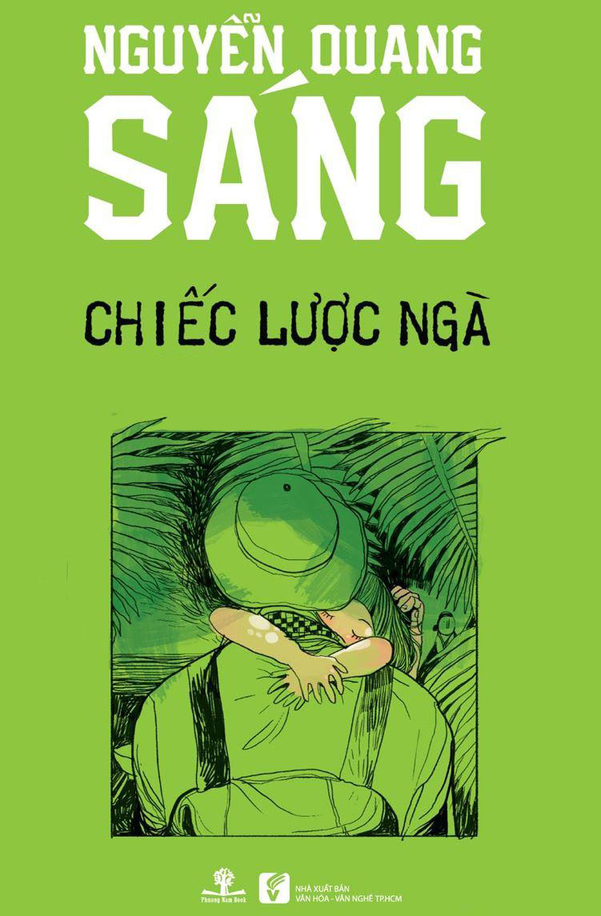 NGUYỄN QUANG
SÁNG
CHIẾC LƯỢC NGÀ
Phương Nam Book
NHÀ XUẤT BẢN
VĂN HÓA - VĂN NGHỆ TP.HCM